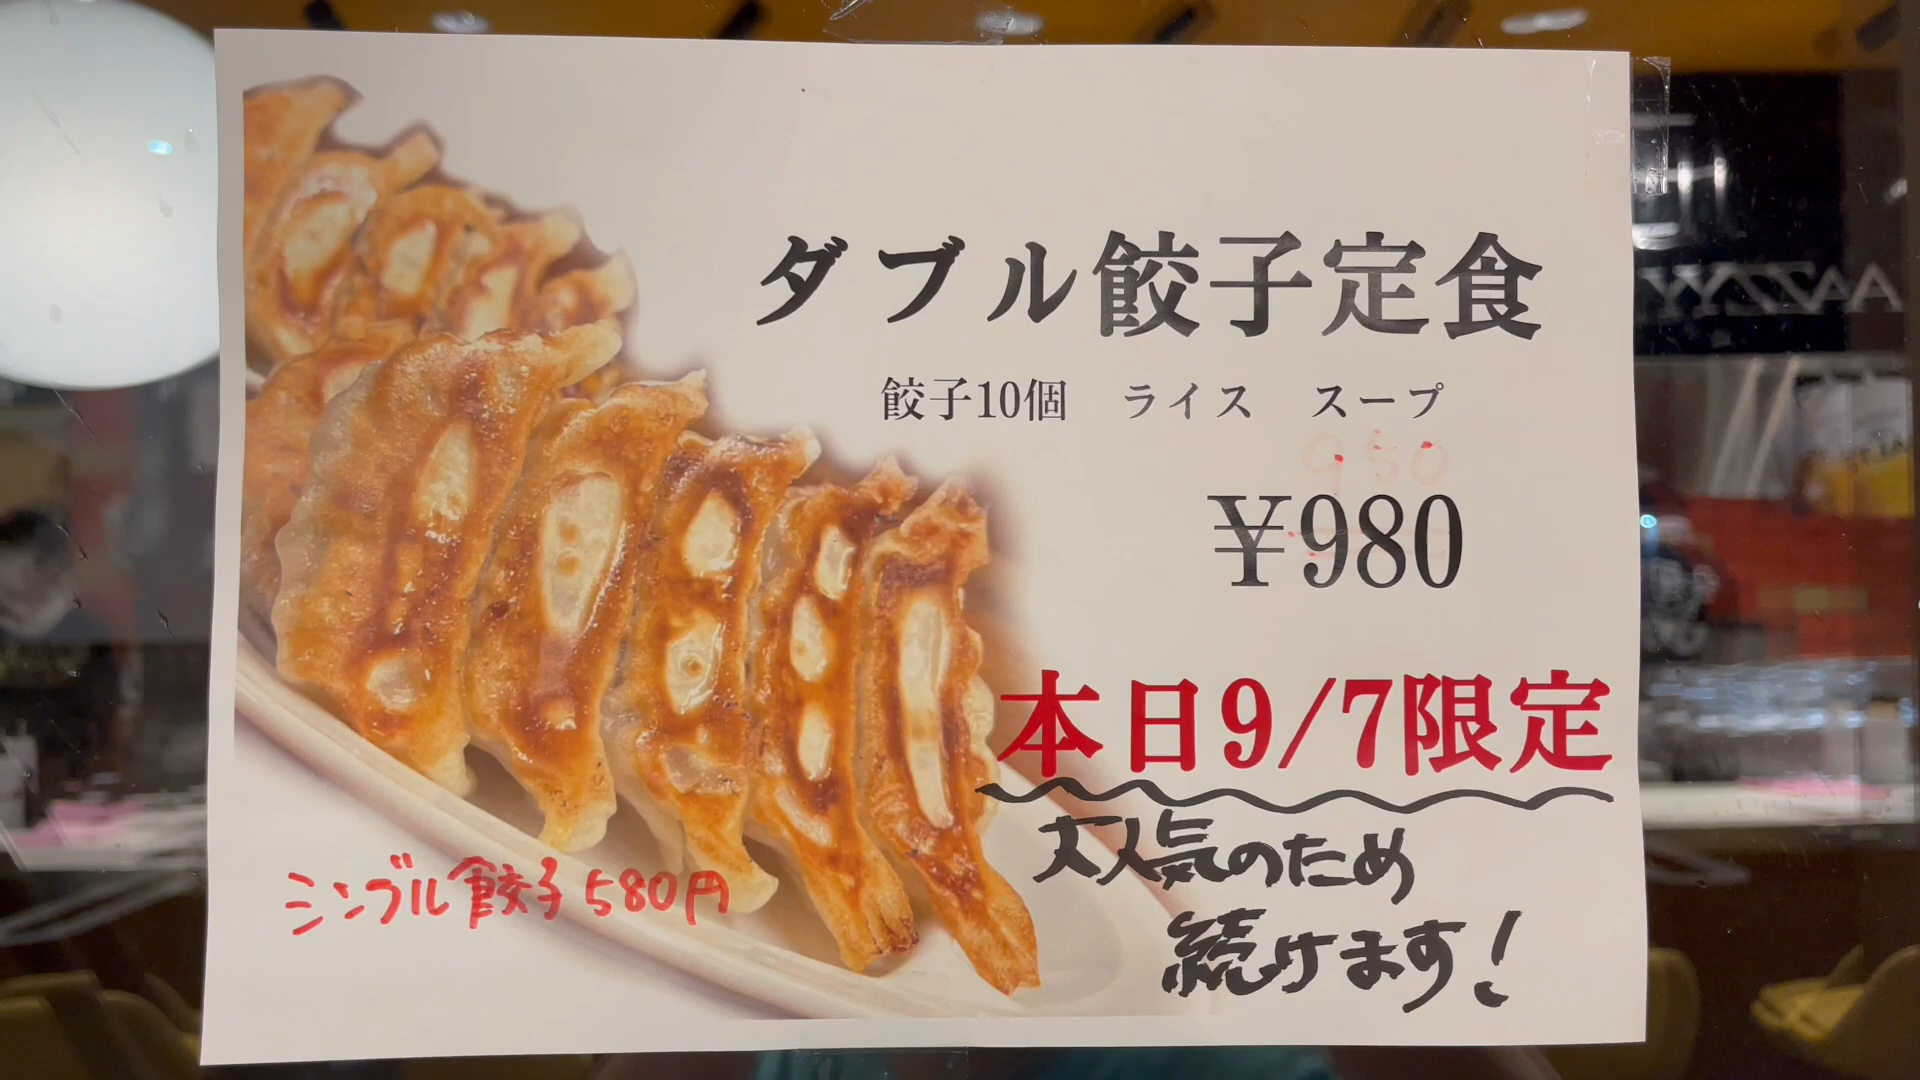 ダブル餃子定食
餃子10個　ライス　スープ
950
¥980
本日9/7限定
大人気のため
続けます！
シングル餃子580円